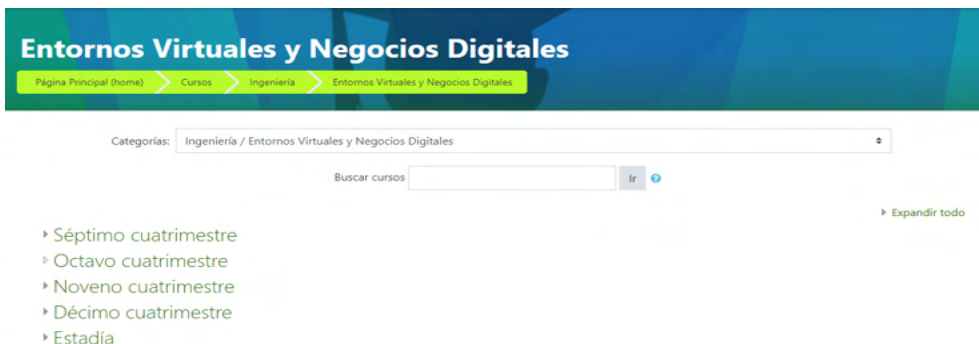 Entornos Virtuales y Negocios Digitales
Página Principal (home) Cursos Ingeniería Entornos Virtuales y Negocios Digitales
Categorías: Ingeniería / Entornos Virtuales y Negocios Digitales
Buscar cursos Ir ?
Expandir todo
Séptimo cuatrimestre
Octavo cuatrimestre
Noveno cuatrimestre
Décimo cuatrimestre
Estadía